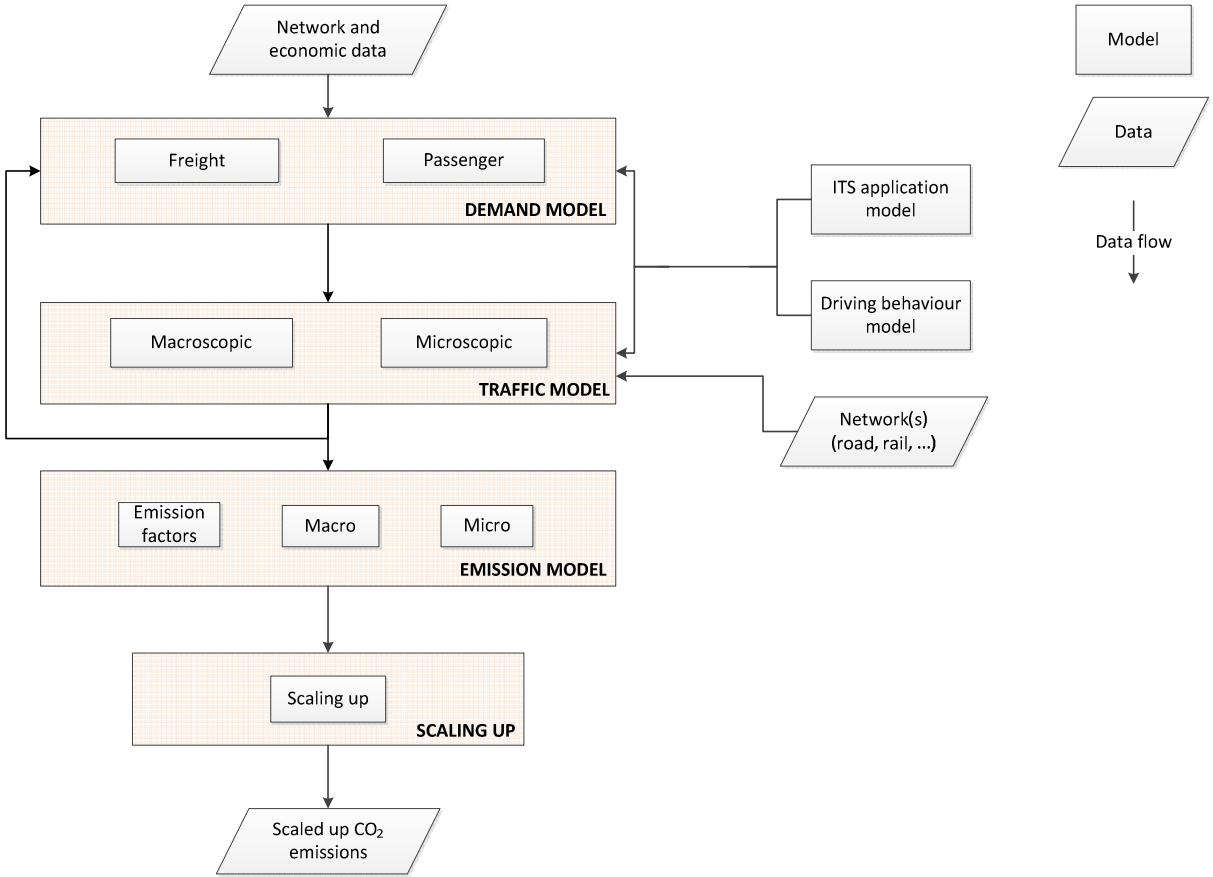 Network and
economic data
Freight
Passenger
DEMAND MODEL
Macroscopic
Microscopic
TRAFFIC MODEL
Emission
factors
Macro
Micro
EMISSION MODEL
Scaling up
SCALING UP
Scaled up CO₂
emissions
ITS application
model
Driving behaviour
model
Network(s)
(road, rail, ...)
Model
Data
Data flow